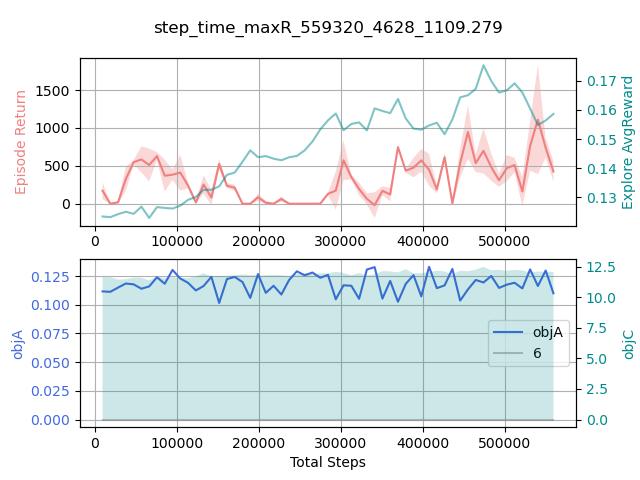 step_time_maxR_559320_4628_1109.279
Episode Return
1500
1000
500
0
0.17
0.16
0.15
0.14
0.13
Explore AvgReward
0 100000 200000 300000 400000 500000
objA
0.125
0.100
0.075
0.050
0.025
0.000
12.5
10.0
7.5
5.0
2.5
0.0
objC
objA
6
0 100000 200000 300000 400000 500000
Total Steps